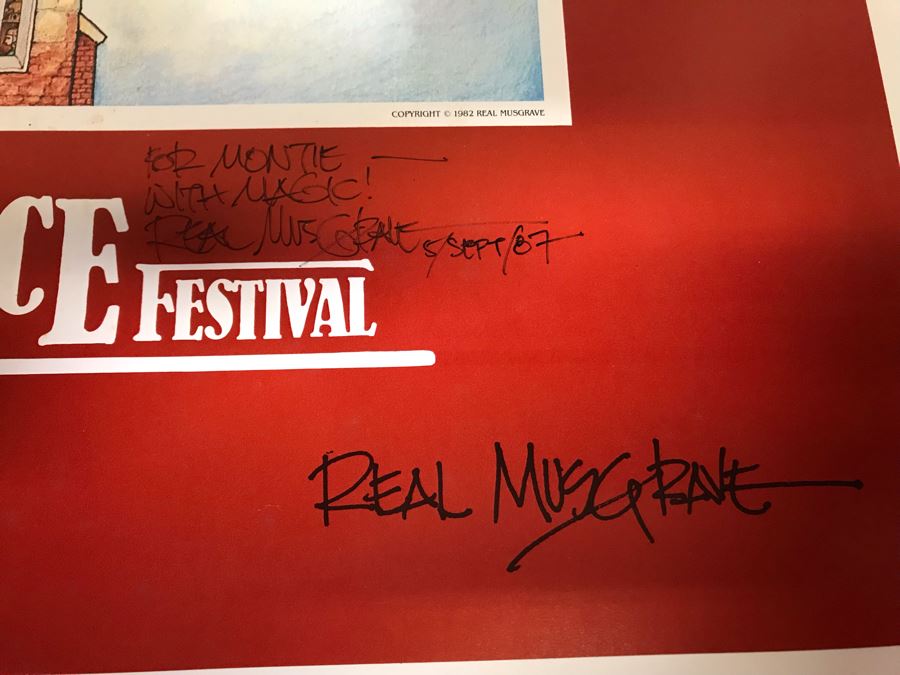 COPYRIGHT © 1982 REAL MUSGRAVE
FOR MONTIE
WITH MAGIC!
REAL MUSGRAVE 5/SEPT/87
CE FESTIVAL
REAL MUSGRAVE